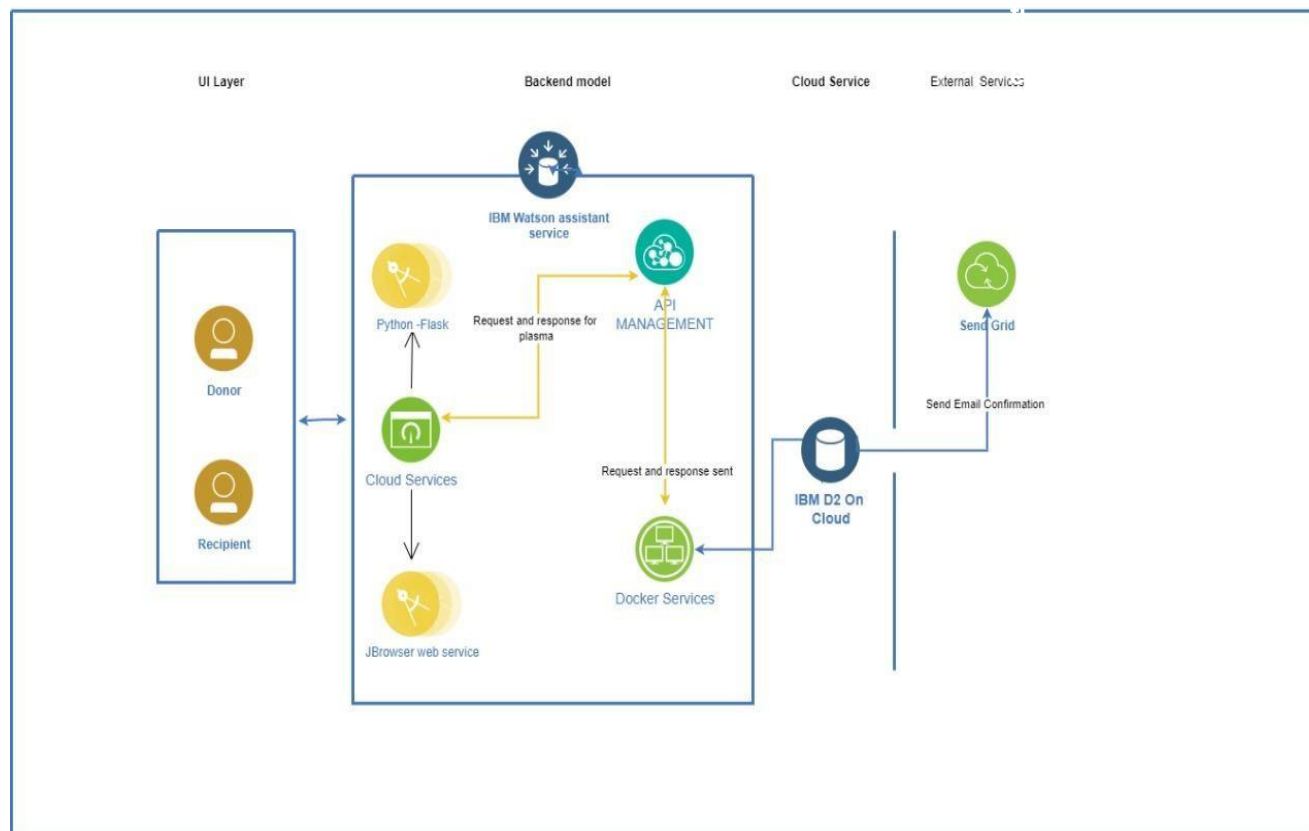 UI Layer
Backend model
Cloud Service
External Services
IBM Watson assistant
service
Python -Flask
Request and response for
plasma
API
MANAGEMENT
Send Grid
Donor
Send Email Confirmation
Cloud Services
Request and response sent
IBM D2 On
Cloud
Recipient
Docker Services
JBrowser web service